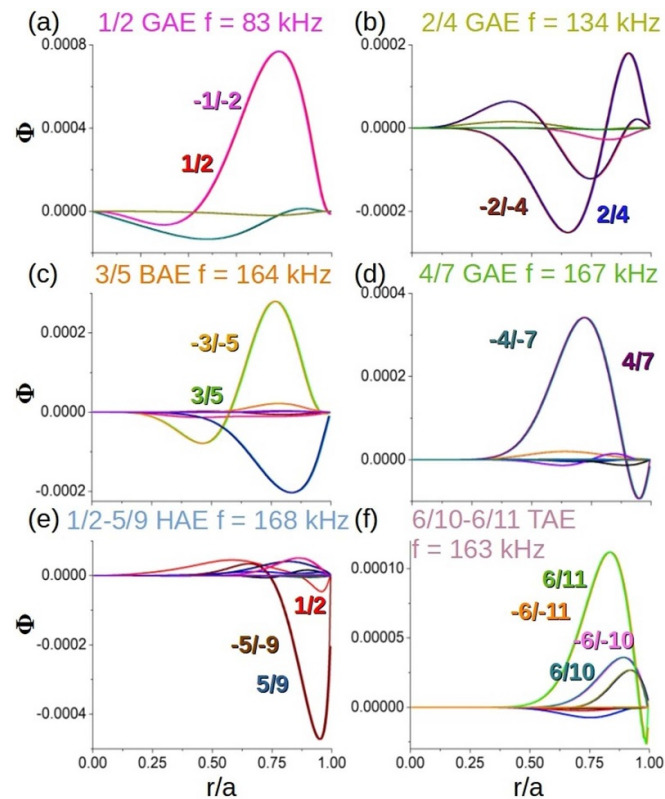 (a) 1/2 GAE f = 83 kHz
(b) 2/4 GAE f = 134 kHz
0.0008
0.0004
0.0000
Φ
-1/-2
1/2
0.0002
0.0000
-0.0002
-2/-4
2/4
(c) 3/5 BAE f = 164 kHz
(d) 4/7 GAE f = 167 kHz
0.0002
0.0000
-0.0002
Φ
-3/-5
3/5
0.0004
0.0002
0.0000
-4/-7
4/7
(e) 1/2-5/9 HAE f = 168 kHz
(f) 6/10-6/11 TAE
f = 163 kHz
0.0000
-0.0002
-0.0004
Φ
1/2
-5/-9
5/9
0.00010
0.00005
0.00000
6/11
-6/-11
-6/-10
6/10
0.00 0.25 0.50 0.75 1.00
r/a
0.00 0.25 0.50 0.75 1.00
r/a